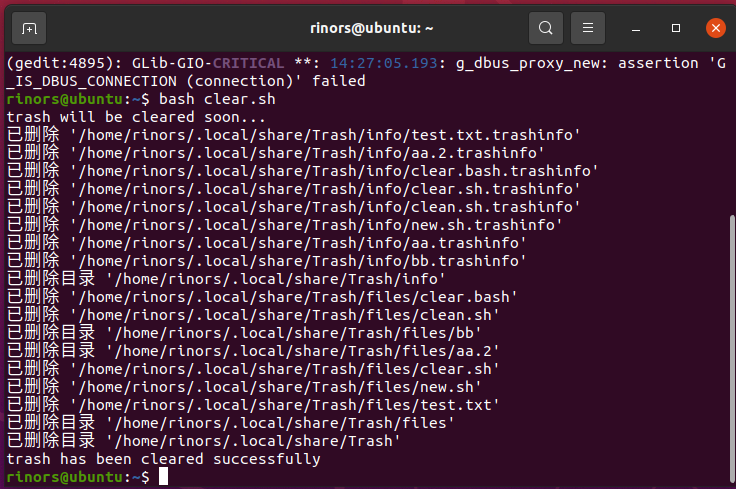 rinors@ubuntu: ~
(gedit:4895): GLib-GIO-CRITICAL **: 14:27:05.193: g_dbus_proxy_new: assertion 'G
_IS_DBUS_CONNECTION (connection)' failed
rinors@ubuntu:~$ bash clear.sh
trash will be cleared soon...
已删除 '/home/rinors/.local/share/Trash/info/test.txt.trashinfo'
已删除 '/home/rinors/.local/share/Trash/info/aa.2.trashinfo'
已删除 '/home/rinors/.local/share/Trash/info/clear.bash.trashinfo'
已删除 '/home/rinors/.local/share/Trash/info/clear.sh.trashinfo'
已删除 '/home/rinors/.local/share/Trash/info/clean.sh.trashinfo'
已删除 '/home/rinors/.local/share/Trash/info/new.sh.trashinfo'
已删除 '/home/rinors/.local/share/Trash/info/aa.trashinfo'
已删除 '/home/rinors/.local/share/Trash/info/bb.trashinfo'
已删除目录 '/home/rinors/.local/share/Trash/info'
已删除 '/home/rinors/.local/share/Trash/files/clear.bash'
已删除 '/home/rinors/.local/share/Trash/files/clean.sh'
已删除目录 '/home/rinors/.local/share/Trash/files/bb'
已删除目录 '/home/rinors/.local/share/Trash/files/aa.2'
已删除 '/home/rinors/.local/share/Trash/files/clear.sh'
已删除 '/home/rinors/.local/share/Trash/files/new.sh'
已删除 '/home/rinors/.local/share/Trash/files/test.txt'
已删除目录 '/home/rinors/.local/share/Trash/files'
已删除目录 '/home/rinors/.local/share/Trash'
trash has been cleared successfully
rinors@ubuntu:~$